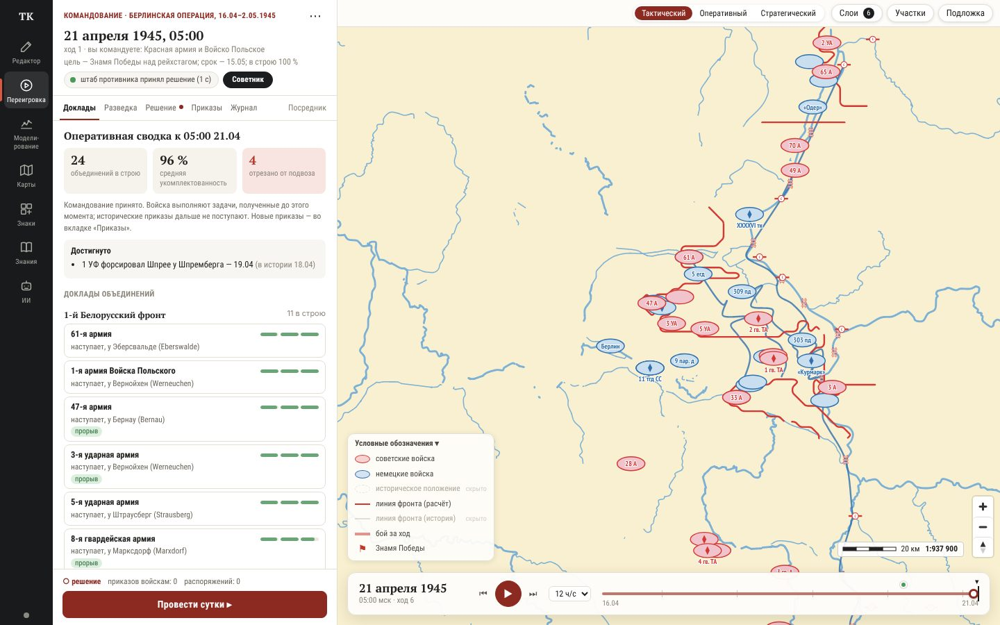 ТК
Редактор
Переигровка
Модели-
рование
Карты
Знаки
Знания
ИИ
КОМАНДОВАНИЕ · БЕРЛИНСКАЯ ОПЕРАЦИЯ, 16.04–2.05.1945
21 апреля 1945, 05:00
ход 1 · вы командуете: Красная армия и Войско Польское
цель — Знамя Победы над рейхстагом; срок — 15.05; в строю 100 %
штаб противника принял решение (1 с)
Советник
Доклады
Разведка
Решение
Приказы
Журнал
Посредник
Оперативная сводка к 05:00 21.04
24
объединений в строю
96 %
средняя
укомплектованность
4
отрезано от подвоза
Командование принято. Войска выполняют задачи, полученные до этого
момента; исторические приказы дальше не поступают. Новые приказы — во
вкладке «Приказы».
Достигнуто
• 1 УФ форсировал Шпрее у Шпремберга — 19.04 (в истории 18.04)
ДОКЛАДЫ ОБЪЕДИНЕНИЙ
1-й Белорусский фронт
11 в строю
61-я армия
наступает, у Эберсвальде (Eberswalde)
1-я армия Войска Польского
наступает, у Вернойхен (Werneuchen)
47-я армия
наступает, у Бернау (Bernau)
прорыв
3-я ударная армия
наступает, у Вернойхен (Werneuchen)
прорыв
5-я ударная армия
наступает, у Штраусберг (Strausberg)
8-я гвардейская армия
наступает, у Марксдорф (Marxdorf)
прорыв
решение
приказов войскам: 0
распоряжений: 0
Провести сутки ▸
Тактический
Оперативный
Стратегический
Слои 6
Участки
Подложка
2 УА
65 А
«Одер»
70 А
49 А
XXXXVI тк
61 А
5 егд
309 пд
47 А
3 УА
5 УА
2 гв. ТА
303 пд
Берлин
9 пар. д
11 тгд СС
1 гв. ТА
«Курмарк»
3 А
33 А
28 А
4 гв. ТА
Условные обозначения ▾
советские войска
немецкие войска
историческое положение скрыто
линия фронта (расчёт)
линия фронта (история) скрыто
бой за ход
Знамя Победы
20 км
1:937 900
21 апреля 1945
05:00 мск · ход 6
12 ч/с
16.04
21.04